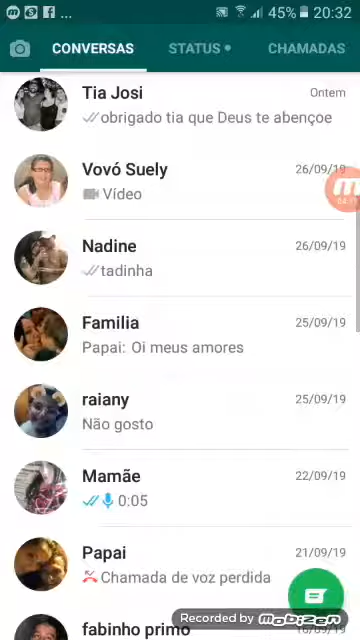 45% 20:32
CONVERSAS STATUS CHAMADAS
Tia Josi Ontem
obrigado tia que Deus te abençoe
Vovó Suely 26/09/19
Vídeo
Nadine 26/09/19
tadinha
Familia 25/09/19
Papai: Oi meus amores
raiany 25/09/19
Não gosto
Mamãe 22/09/19
0:05
Papai 21/09/19
Chamada de voz perdida
fabinho primo
Recorded by Mobizen